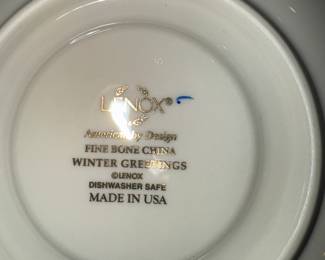 LENOX®
American by Design
FINE BONE CHINA
WINTER GREETINGS
©LENOX
DISHWASHER SAFE
MADE IN USA